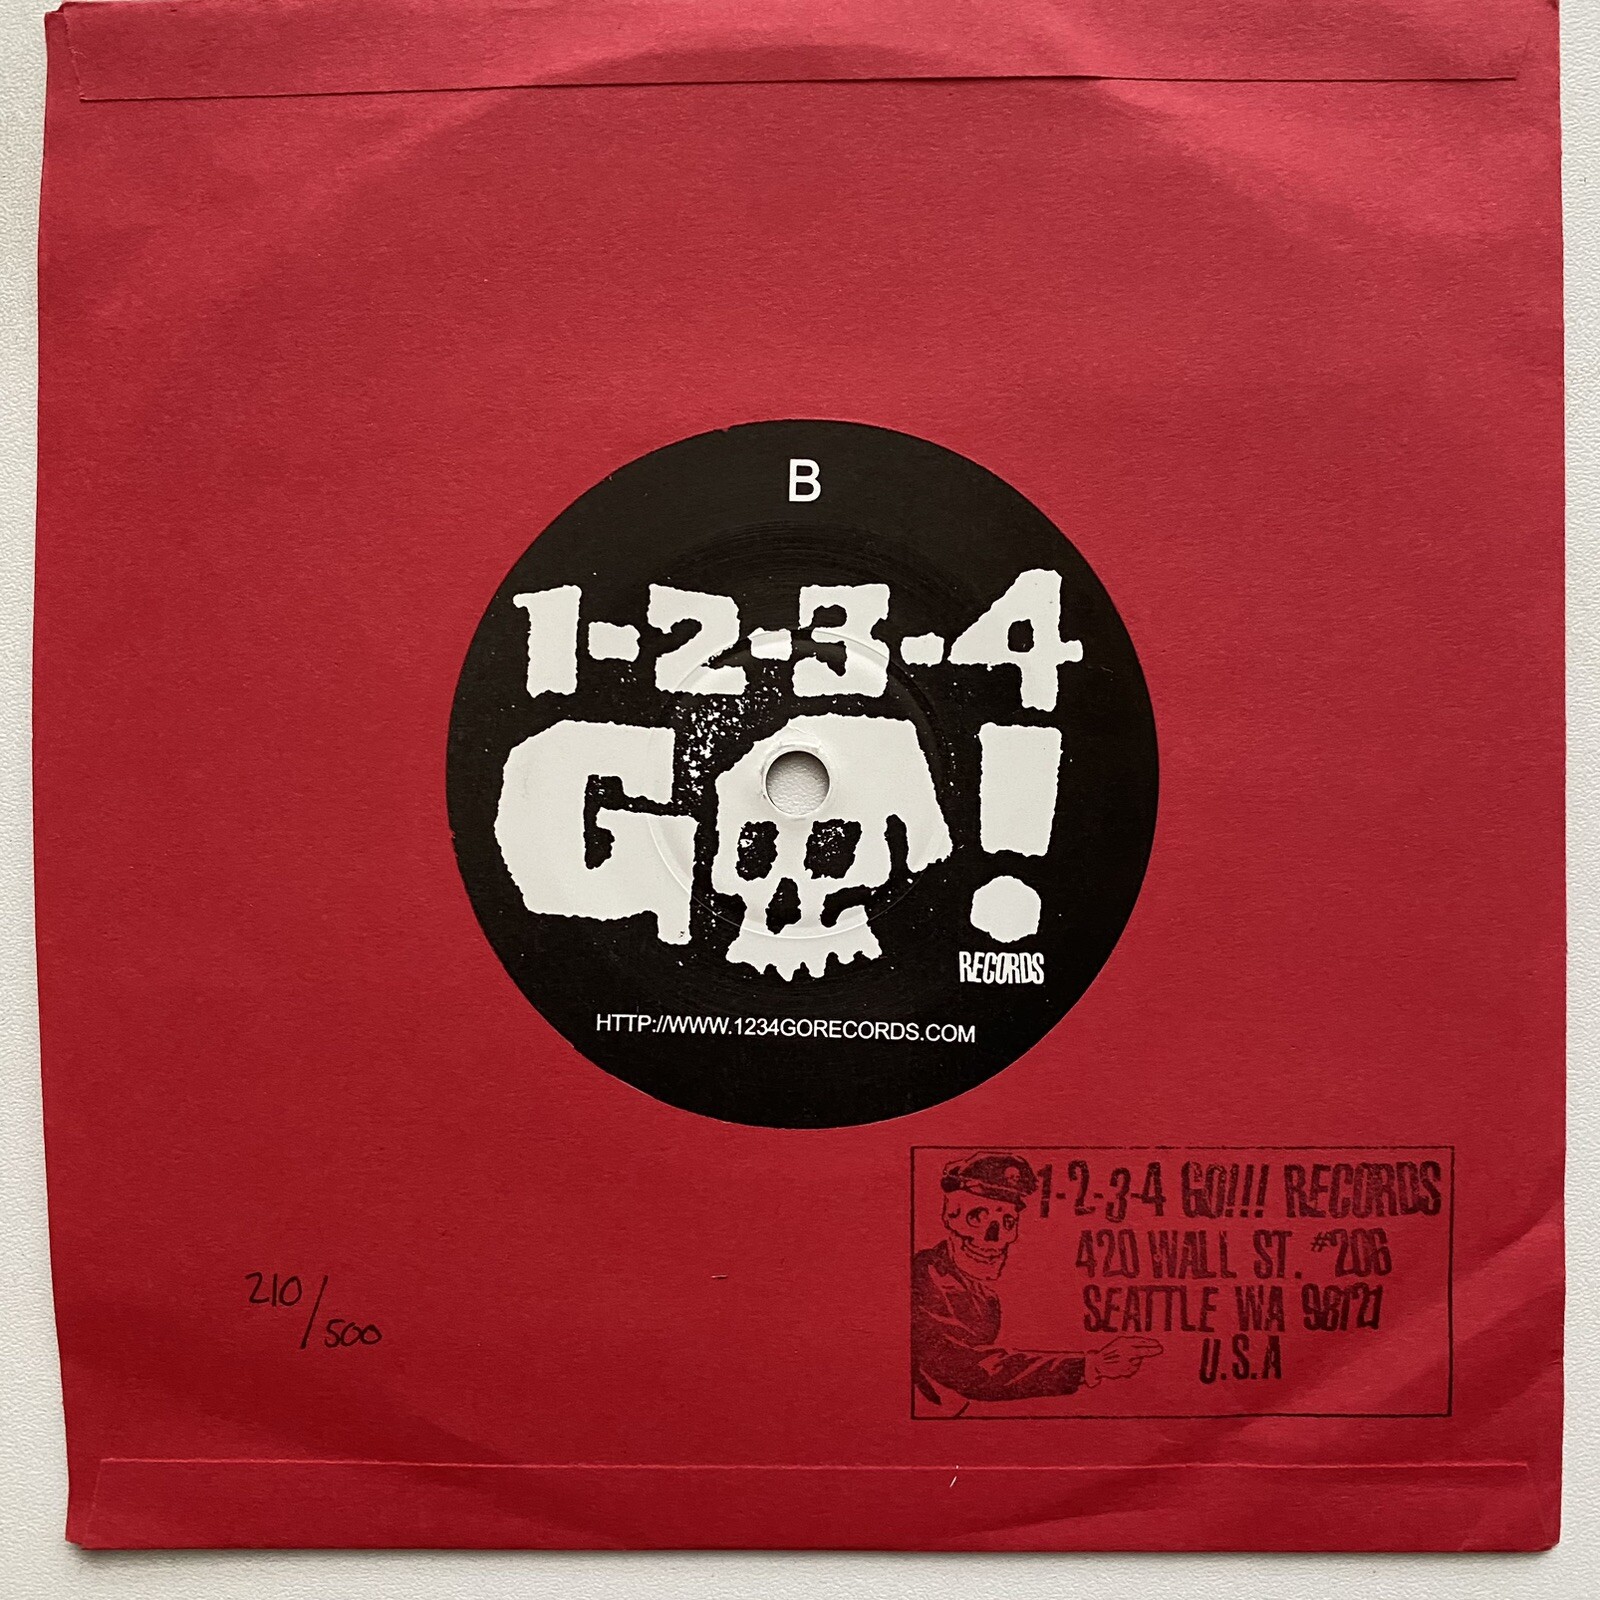 B
1-2-3-4
GO!
RECORDS
HTTP://WWW.1234GORECORDS.COM
1-2-3-4 GO!!! RECORDS
420 WALL ST. #206
SEATTLE WA 98121
U.S.A
210/500